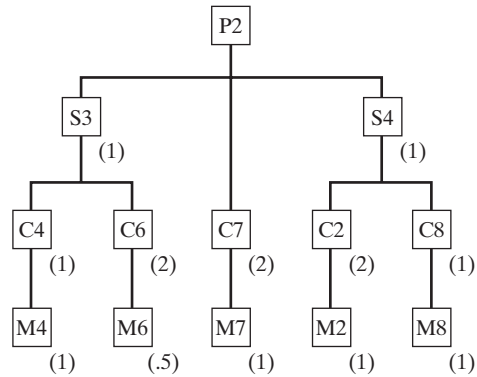 P2
S3 S4
(1) (1)
C4 C6 C7 C2 C8
(1) (2) (2) (2) (1)
M4 M6 M7 M2 M8
(1) (.5) (1) (1) (1)